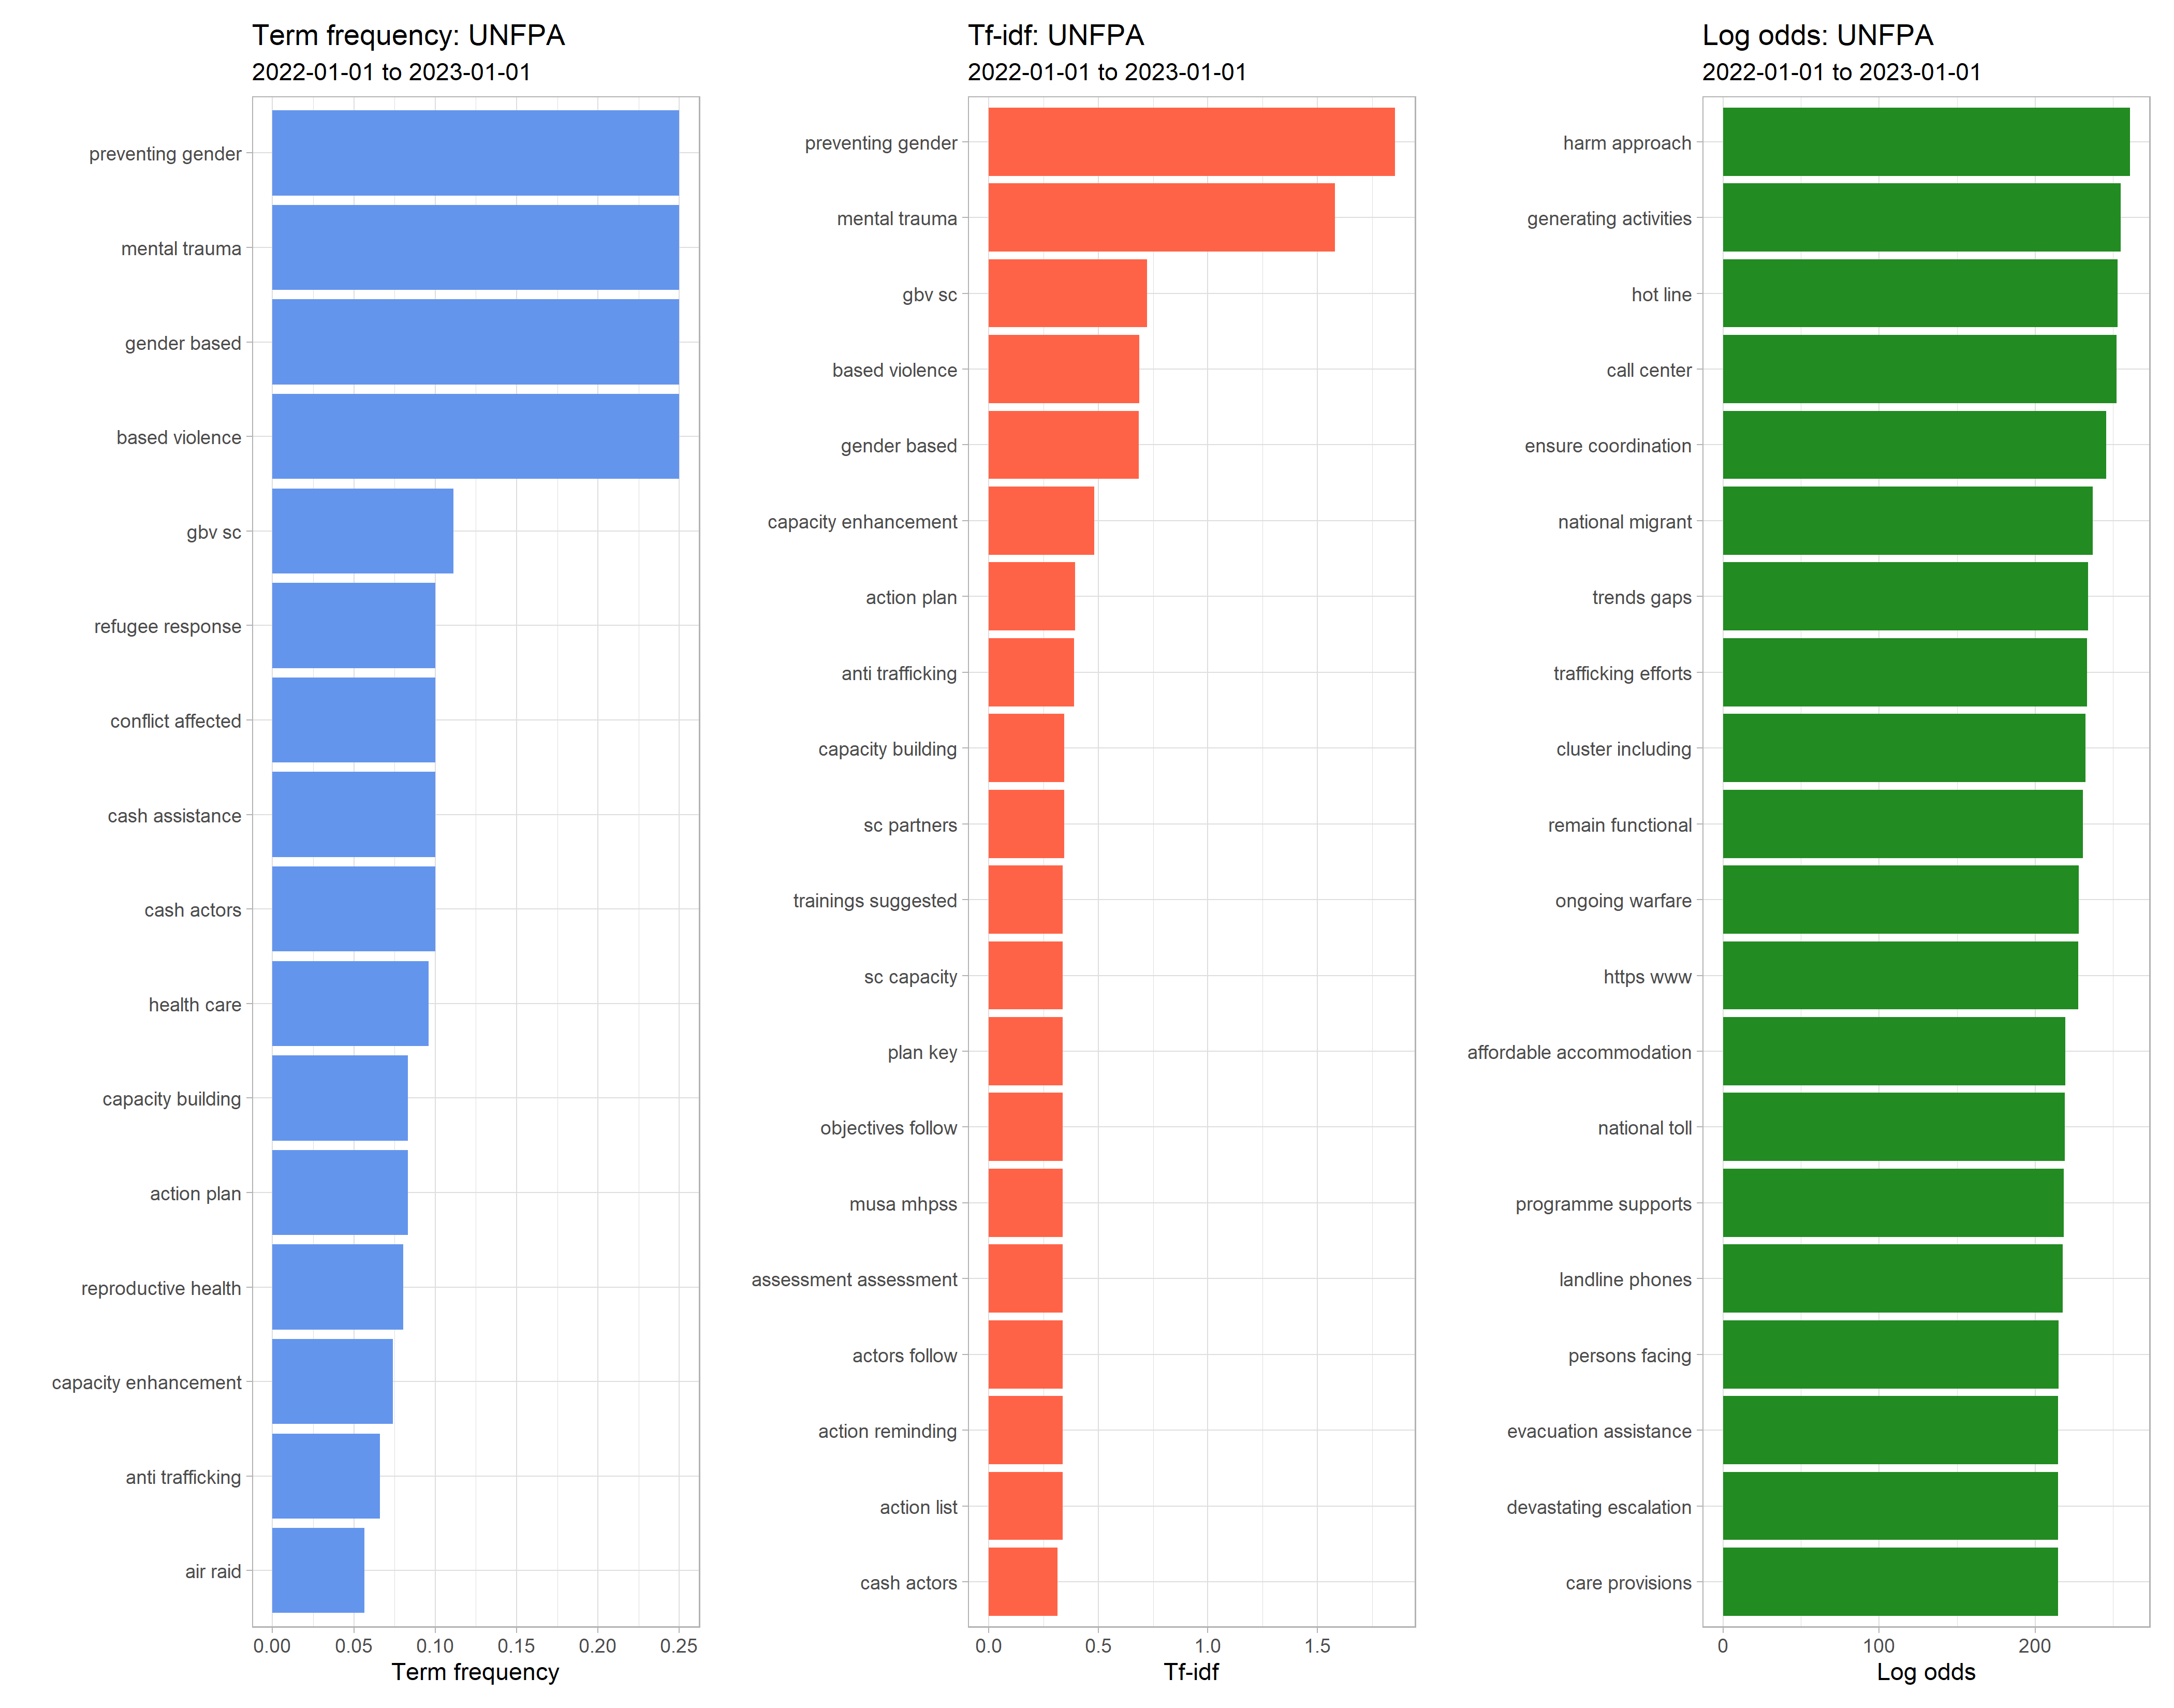 Term frequency: UNFPA
2022-01-01 to 2023-01-01
preventing gender
mental trauma
gender based
based violence
gbv sc
refugee response
conflict affected
cash assistance
cash actors
health care
capacity building
action plan
reproductive health
capacity enhancement
anti trafficking
air raid
0.00 0.05 0.10 0.15 0.20 0.25
Term frequency
Tf-idf: UNFPA
2022-01-01 to 2023-01-01
preventing gender
mental trauma
gbv sc
based violence
gender based
capacity enhancement
action plan
anti trafficking
capacity building
sc partners
trainings suggested
sc capacity
plan key
objectives follow
musa mhpss
assessment assessment
actors follow
action reminding
action list
cash actors
0.0 0.5 1.0 1.5
Tf-idf
Log odds: UNFPA
2022-01-01 to 2023-01-01
harm approach
generating activities
hot line
call center
ensure coordination
national migrant
trends gaps
trafficking efforts
cluster including
remain functional
ongoing warfare
https www
affordable accommodation
national toll
programme supports
landline phones
persons facing
evacuation assistance
devastating escalation
care provisions
0 100 200
Log odds